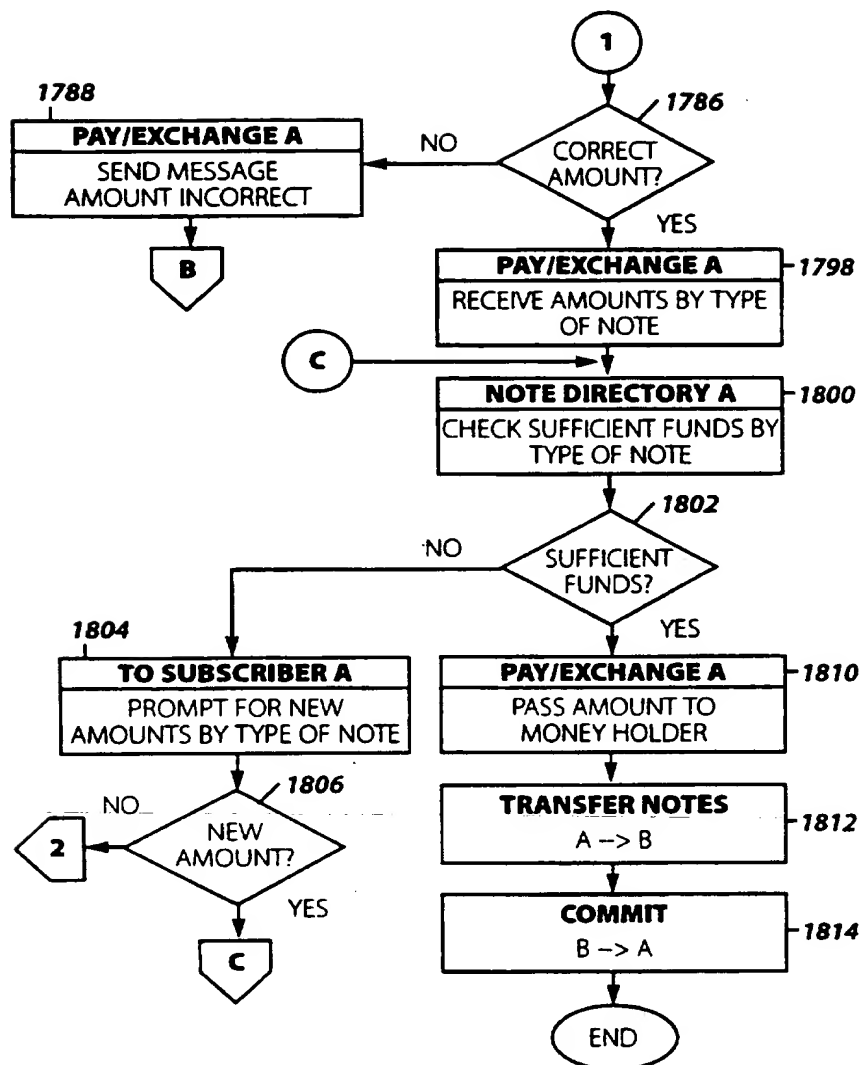 1
1786
CORRECT
AMOUNT?
NO
YES
1788
PAY/EXCHANGE A
SEND MESSAGE
AMOUNT INCORRECT
B
PAY/EXCHANGE A
1798
RECEIVE AMOUNTS BY TYPE
OF NOTE
C
NOTE DIRECTORY A
1800
CHECK SUFFICIENT FUNDS BY
TYPE OF NOTE
1802
SUFFICIENT
FUNDS?
NO
YES
1804
TO SUBSCRIBER A
PROMPT FOR NEW
AMOUNTS BY TYPE OF NOTE
1806
NEW
AMOUNT?
NO
2
YES
C
PAY/EXCHANGE A
1810
PASS AMOUNT TO
MONEY HOLDER
TRANSFER NOTES
A --> B
1812
COMMIT
B --> A
1814
END